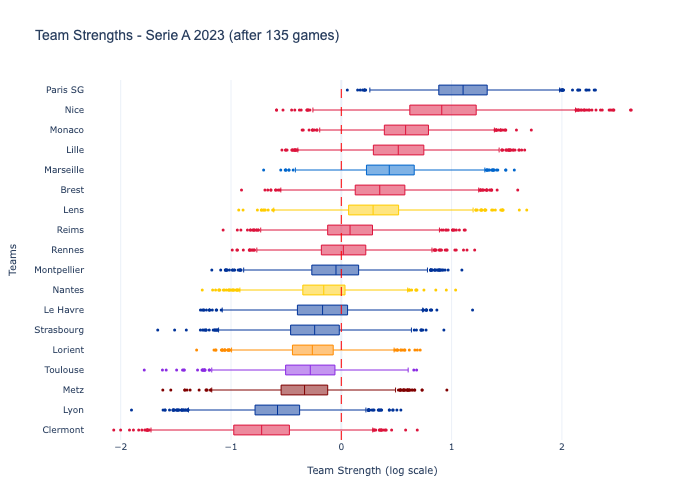 Team Strengths - Serie A 2023 (after 135 games)
Paris SG
Nice
Monaco
Lille
Marseille
Brest
Lens
Reims
Rennes
Montpellier
Nantes
Le Havre
Strasbourg
Lorient
Toulouse
Metz
Lyon
Clermont
Teams
−2 −1 0 1 2
Team Strength (log scale)